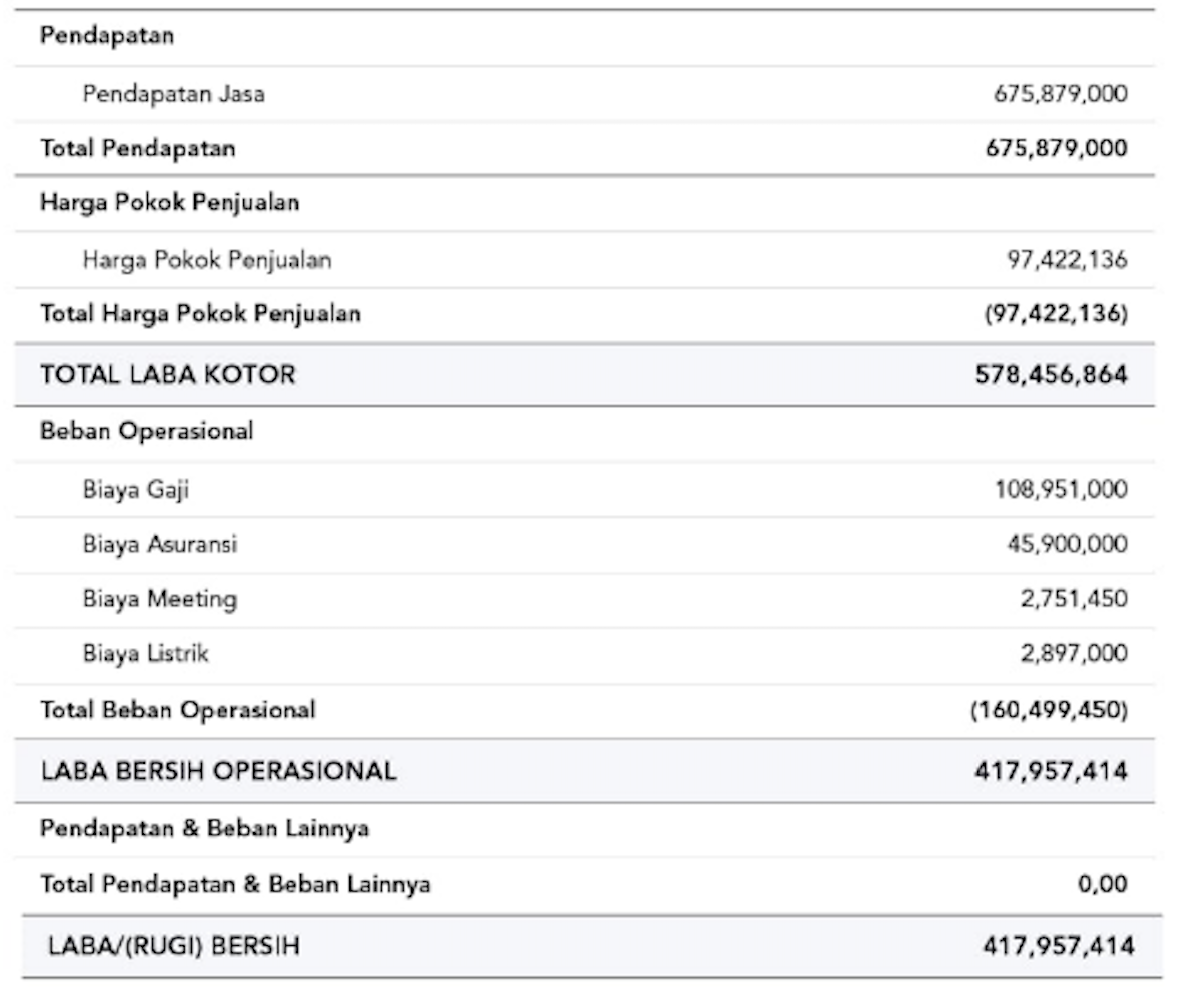 Pendapatan
Pendapatan Jasa 675,879,000
Total Pendapatan 675,879,000
Harga Pokok Penjualan
Harga Pokok Penjualan 97,422,136
Total Harga Pokok Penjualan (97,422,136)
TOTAL LABA KOTOR 578,456,864
Beban Operasional
Biaya Gaji 108,951,000
Biaya Asuransi 45,900,000
Biaya Meeting 2,751,450
Biaya Listrik 2,897,000
Total Beban Operasional (160,499,450)
LABA BERSIH OPERASIONAL 417,957,414
Pendapatan & Beban Lainnya
Total Pendapatan & Beban Lainnya 0,00
LABA/(RUGI) BERSIH 417,957,414